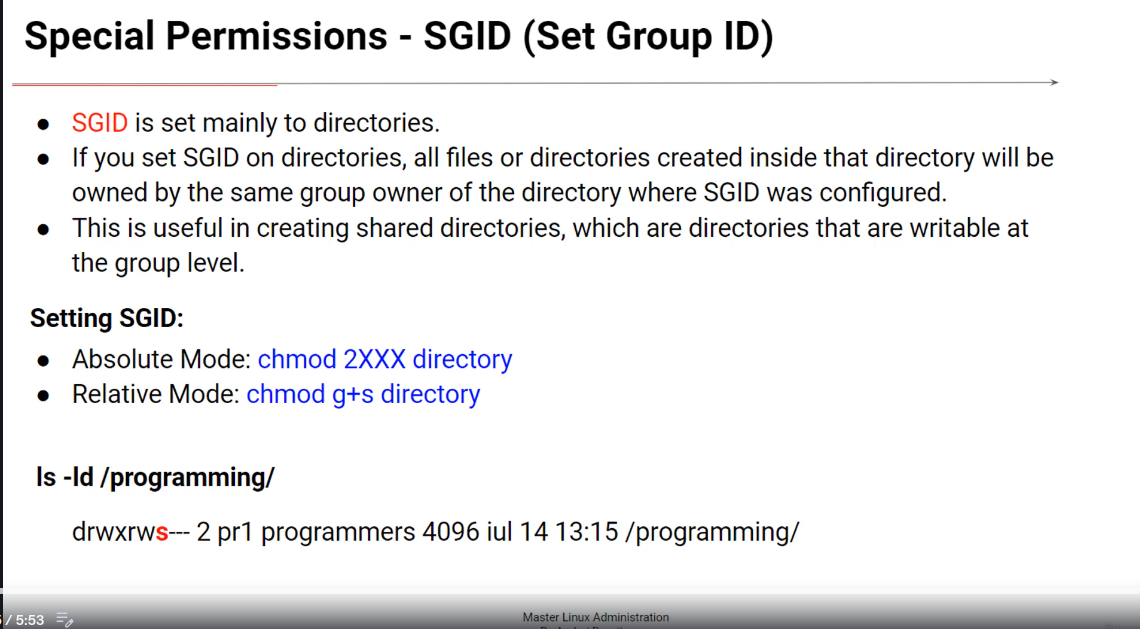 Special Permissions - SGID (Set Group ID)
● SGID is set mainly to directories.
● If you set SGID on directories, all files or directories created inside that directory will be
owned by the same group owner of the directory where SGID was configured.
● This is useful in creating shared directories, which are directories that are writable at
the group level.
Setting SGID:
● Absolute Mode: chmod 2XXX directory
● Relative Mode: chmod g+s directory
ls -ld /programming/
drwxrws--- 2 pr1 programmers 4096 iul 14 13:15 /programming/
/ 5:53
Master Linux Administration